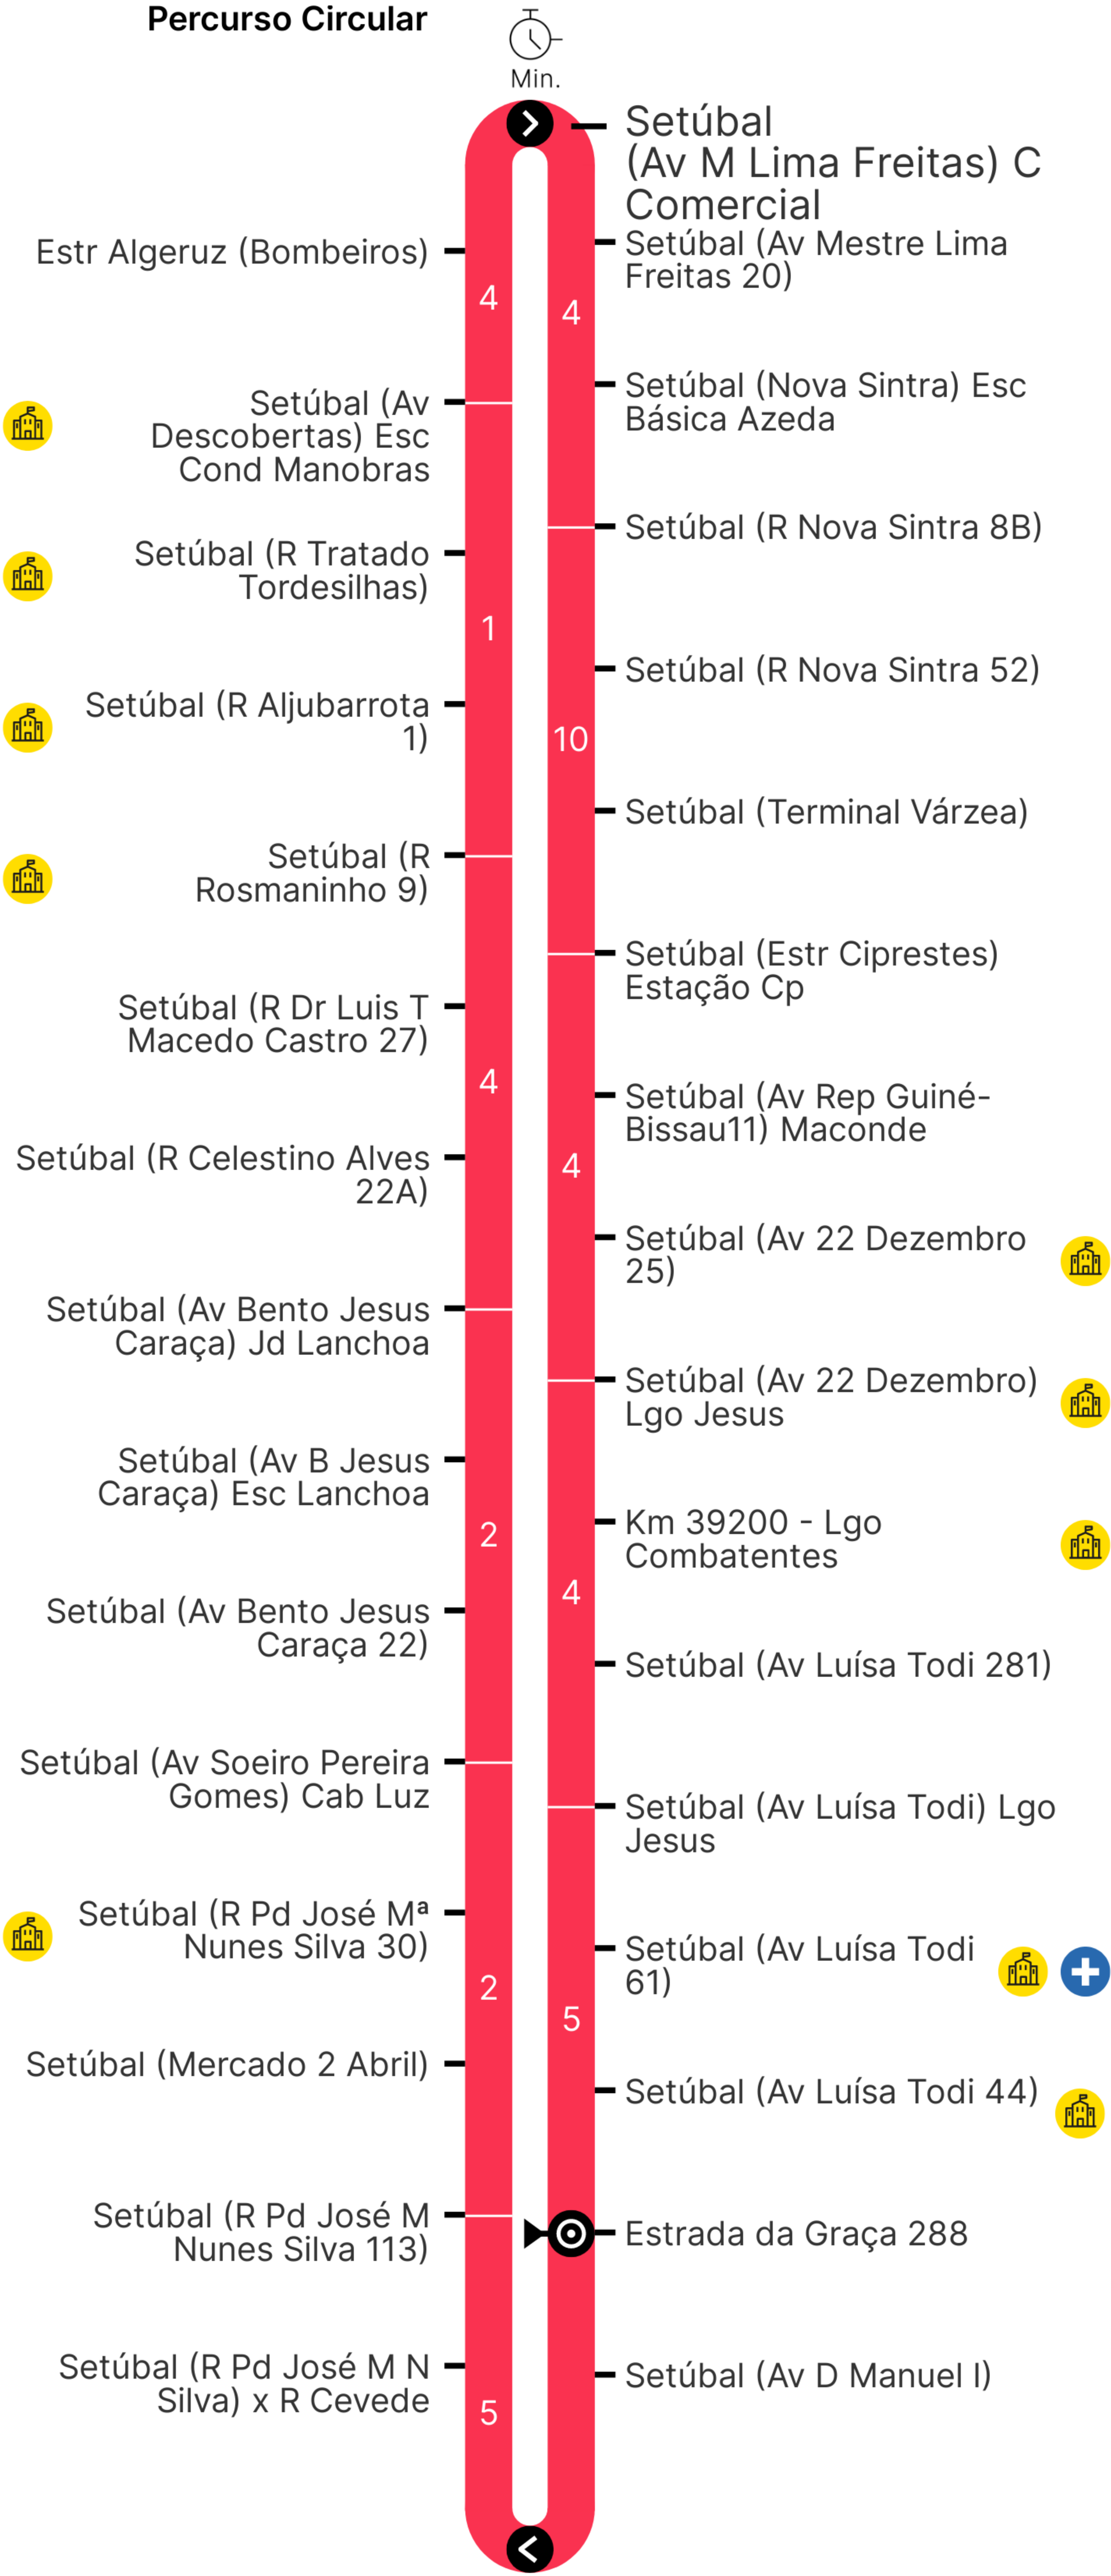 Percurso Circular
Min.
Setúbal
(Av M Lima Freitas) C
Comercial
Setúbal (Av Mestre Lima
Freitas 20)
4
Setúbal (Nova Sintra) Esc
Básica Azeda
Setúbal (R Nova Sintra 8B)
Setúbal (R Nova Sintra 52)
10
Setúbal (Terminal Várzea)
Setúbal (Estr Ciprestes)
Estação Cp
Setúbal (Av Rep Guiné-
Bissau11) Maconde
4
Setúbal (Av 22 Dezembro
25)
Setúbal (Av 22 Dezembro)
Lgo Jesus
Km 39200 - Lgo
Combatentes
4
Setúbal (Av Luísa Todi 281)
Setúbal (Av Luísa Todi) Lgo
Jesus
Setúbal (Av Luísa Todi
61)
5
Setúbal (Av Luísa Todi 44)
Estrada da Graça 288
Setúbal (Av D Manuel I)
Estr Algeruz (Bombeiros)
4
Setúbal (Av
Descobertas) Esc
Cond Manobras
Setúbal (R Tratado
Tordesilhas)
1
Setúbal (R Aljubarrota
1)
Setúbal (R
Rosmaninho 9)
Setúbal (R Dr Luis T
Macedo Castro 27)
4
Setúbal (R Celestino Alves
22A)
Setúbal (Av Bento Jesus
Caraça) Jd Lanchoa
Setúbal (Av B Jesus
Caraça) Esc Lanchoa
2
Setúbal (Av Bento Jesus
Caraça 22)
Setúbal (Av Soeiro Pereira
Gomes) Cab Luz
Setúbal (R Pd José Mª
Nunes Silva 30)
2
Setúbal (Mercado 2 Abril)
Setúbal (R Pd José M
Nunes Silva 113)
Setúbal (R Pd José M N
Silva) x R Cevede
5